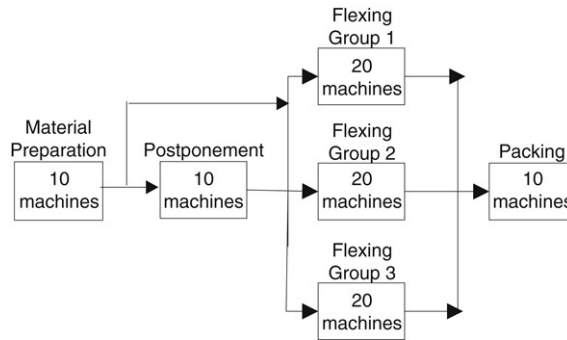 Flexing
Group 1
20
machines
Material
Preparation
10
machines
Postponement
10
machines
Flexing
Group 2
20
machines
Packing
10
machines
Flexing
Group 3
20
machines